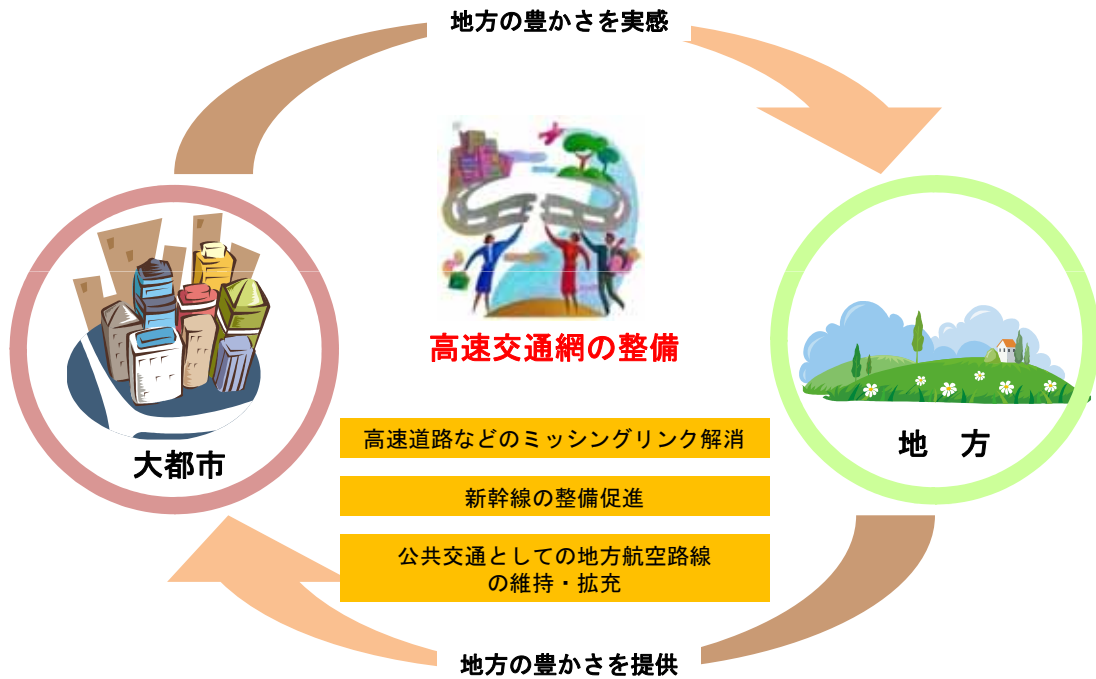 地方の豊かさを実感
高速交通網の整備
大都市
地　方
高速道路などのミッシングリンク解消
新幹線の整備促進
公共交通としての地方航空路線
の維持・拡充
地方の豊かさを提供